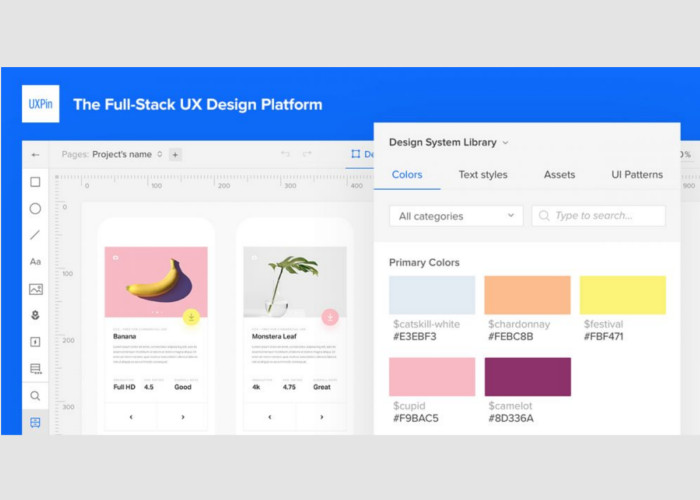 UXPin
The Full-Stack UX Design Platform
Pages: Project's name
+
De
0%
0 100 200 300 400 900
0
100
200
300
Aa
Banana
Full HD 4.5 Good
Monstera Leaf
4k 4.75 Great
Design System Library
Colors Text styles Assets UI Patterns
All categories
Type to search...
Primary Colors
$catskill-white $chardonnay $festival
#E3EBF3 #FEBC8B #FBF471
$cupid $camelot
#F9BAC5 #8D336A